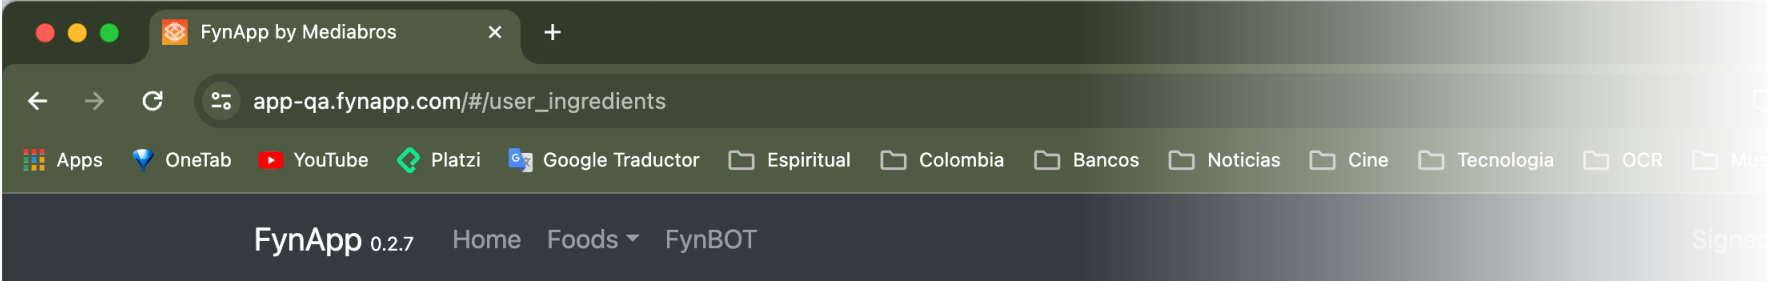 FynApp by Mediabros
app-qa.fynapp.com/#/user_ingredients
Apps OneTab YouTube Platzi Google Traductor Espiritual Colombia Bancos Noticias Cine Tecnologia OCR
FynApp 0.2.7 Home Foods FynBOT Signed